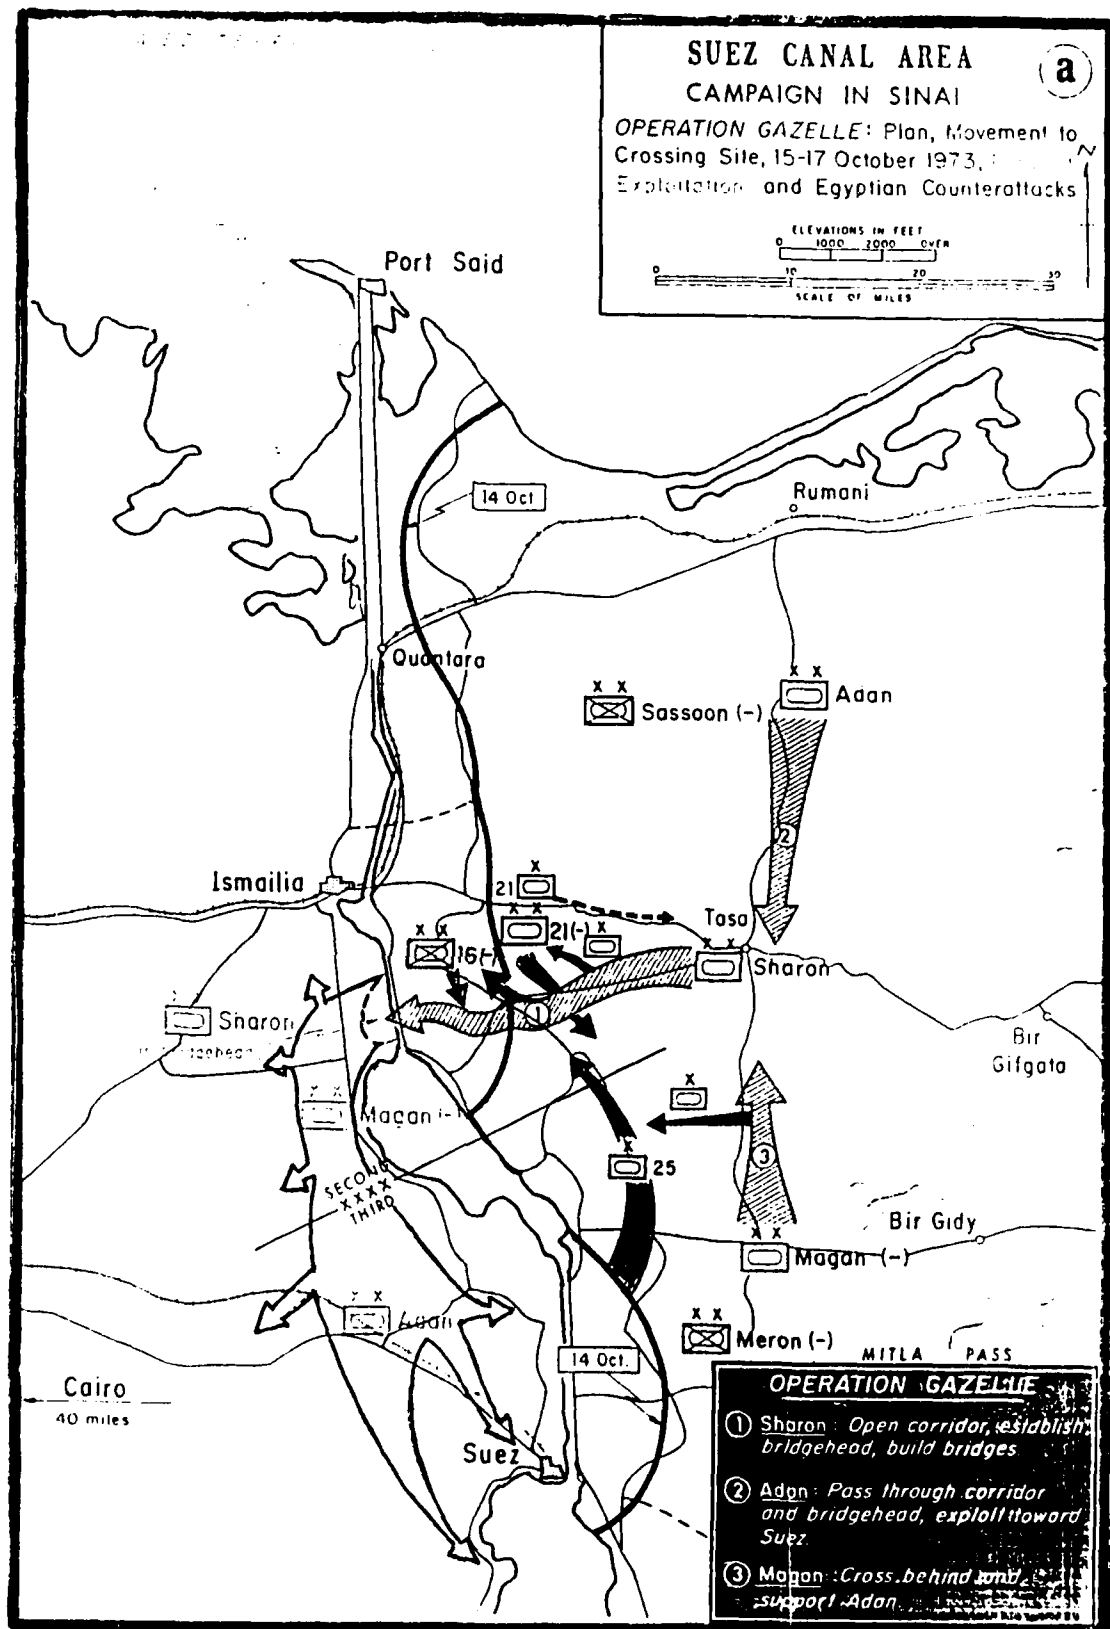 SUEZ CANAL AREA
a
CAMPAIGN IN SINAI
OPERATION GAZELLE: Plan, Movement to
Crossing Site, 15-17 October 1973,
Exploitation and Egyptian Counterattacks
N
ELEVATIONS IN FEET
0 1000 2000 OVER
0 10 20 30
SCALE OF MILES
Port Said
14 Oct
Rumani
Quantara
X X
Sassoon (-)
X X
Adan
2
Ismailia
X
21
X X
21(-)
X
X X
16(-)
Tasa
X X
Sharon
1
Sharon
Bir
Gifgata
X X
Magan (-)
X
X
25
3
SECOND
XXXX
THIRD
Bir Gidy
X X
Magan (-)
X X
Adan
X X
Meron (-)
14 Oct.
MITLA PASS
Cairo
40 miles
Suez
OPERATION GAZELLE
1 Sharon: Open corridor, establish
bridgehead, build bridges
2 Adan: Pass through corridor
and bridgehead, exploit toward
Suez
3 Magan: Cross behind and
support Adan